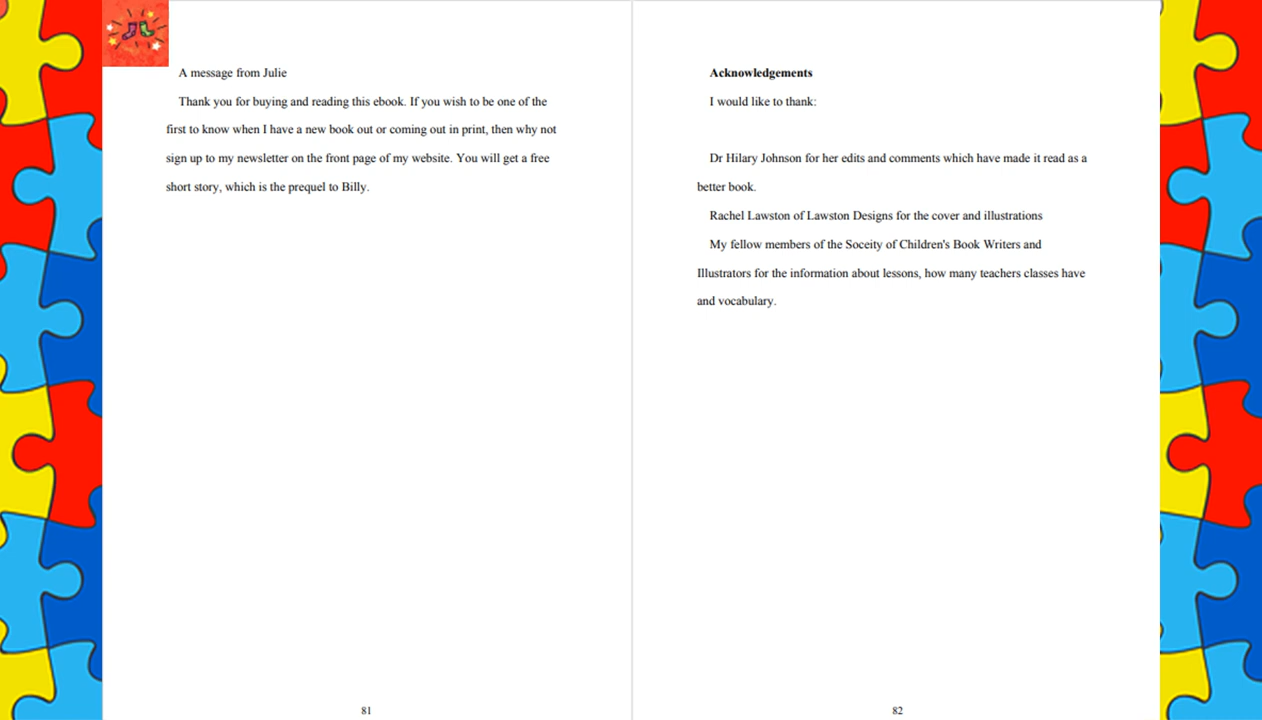 A message from Julie
Thank you for buying and reading this ebook. If you wish to be one of the
first to know when I have a new book out or coming out in print, then why not
sign up to my newsletter on the front page of my website. You will get a free
short story, which is the prequel to Billy.
81
Acknowledgements
I would like to thank:
Dr Hilary Johnson for her edits and comments which have made it read as a
better book.
Rachel Lawston of Lawston Designs for the cover and illustrations
My fellow members of the Soceity of Children's Book Writers and
Illustrators for the information about lessons, how many teachers classes have
and vocabulary.
82